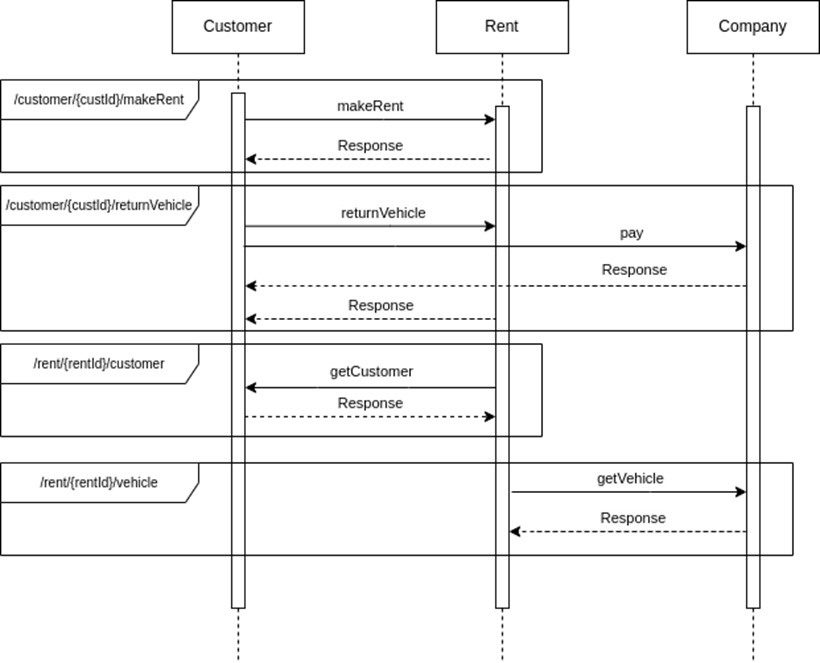 Customer
Rent
Company
/customer/{custId}/makeRent
makeRent
Response
/customer/{custId}/returnVehicle
returnVehicle
pay
Response
Response
/rent/{rentId}/customer
getCustomer
Response
/rent/{rentId}/vehicle
getVehicle
Response